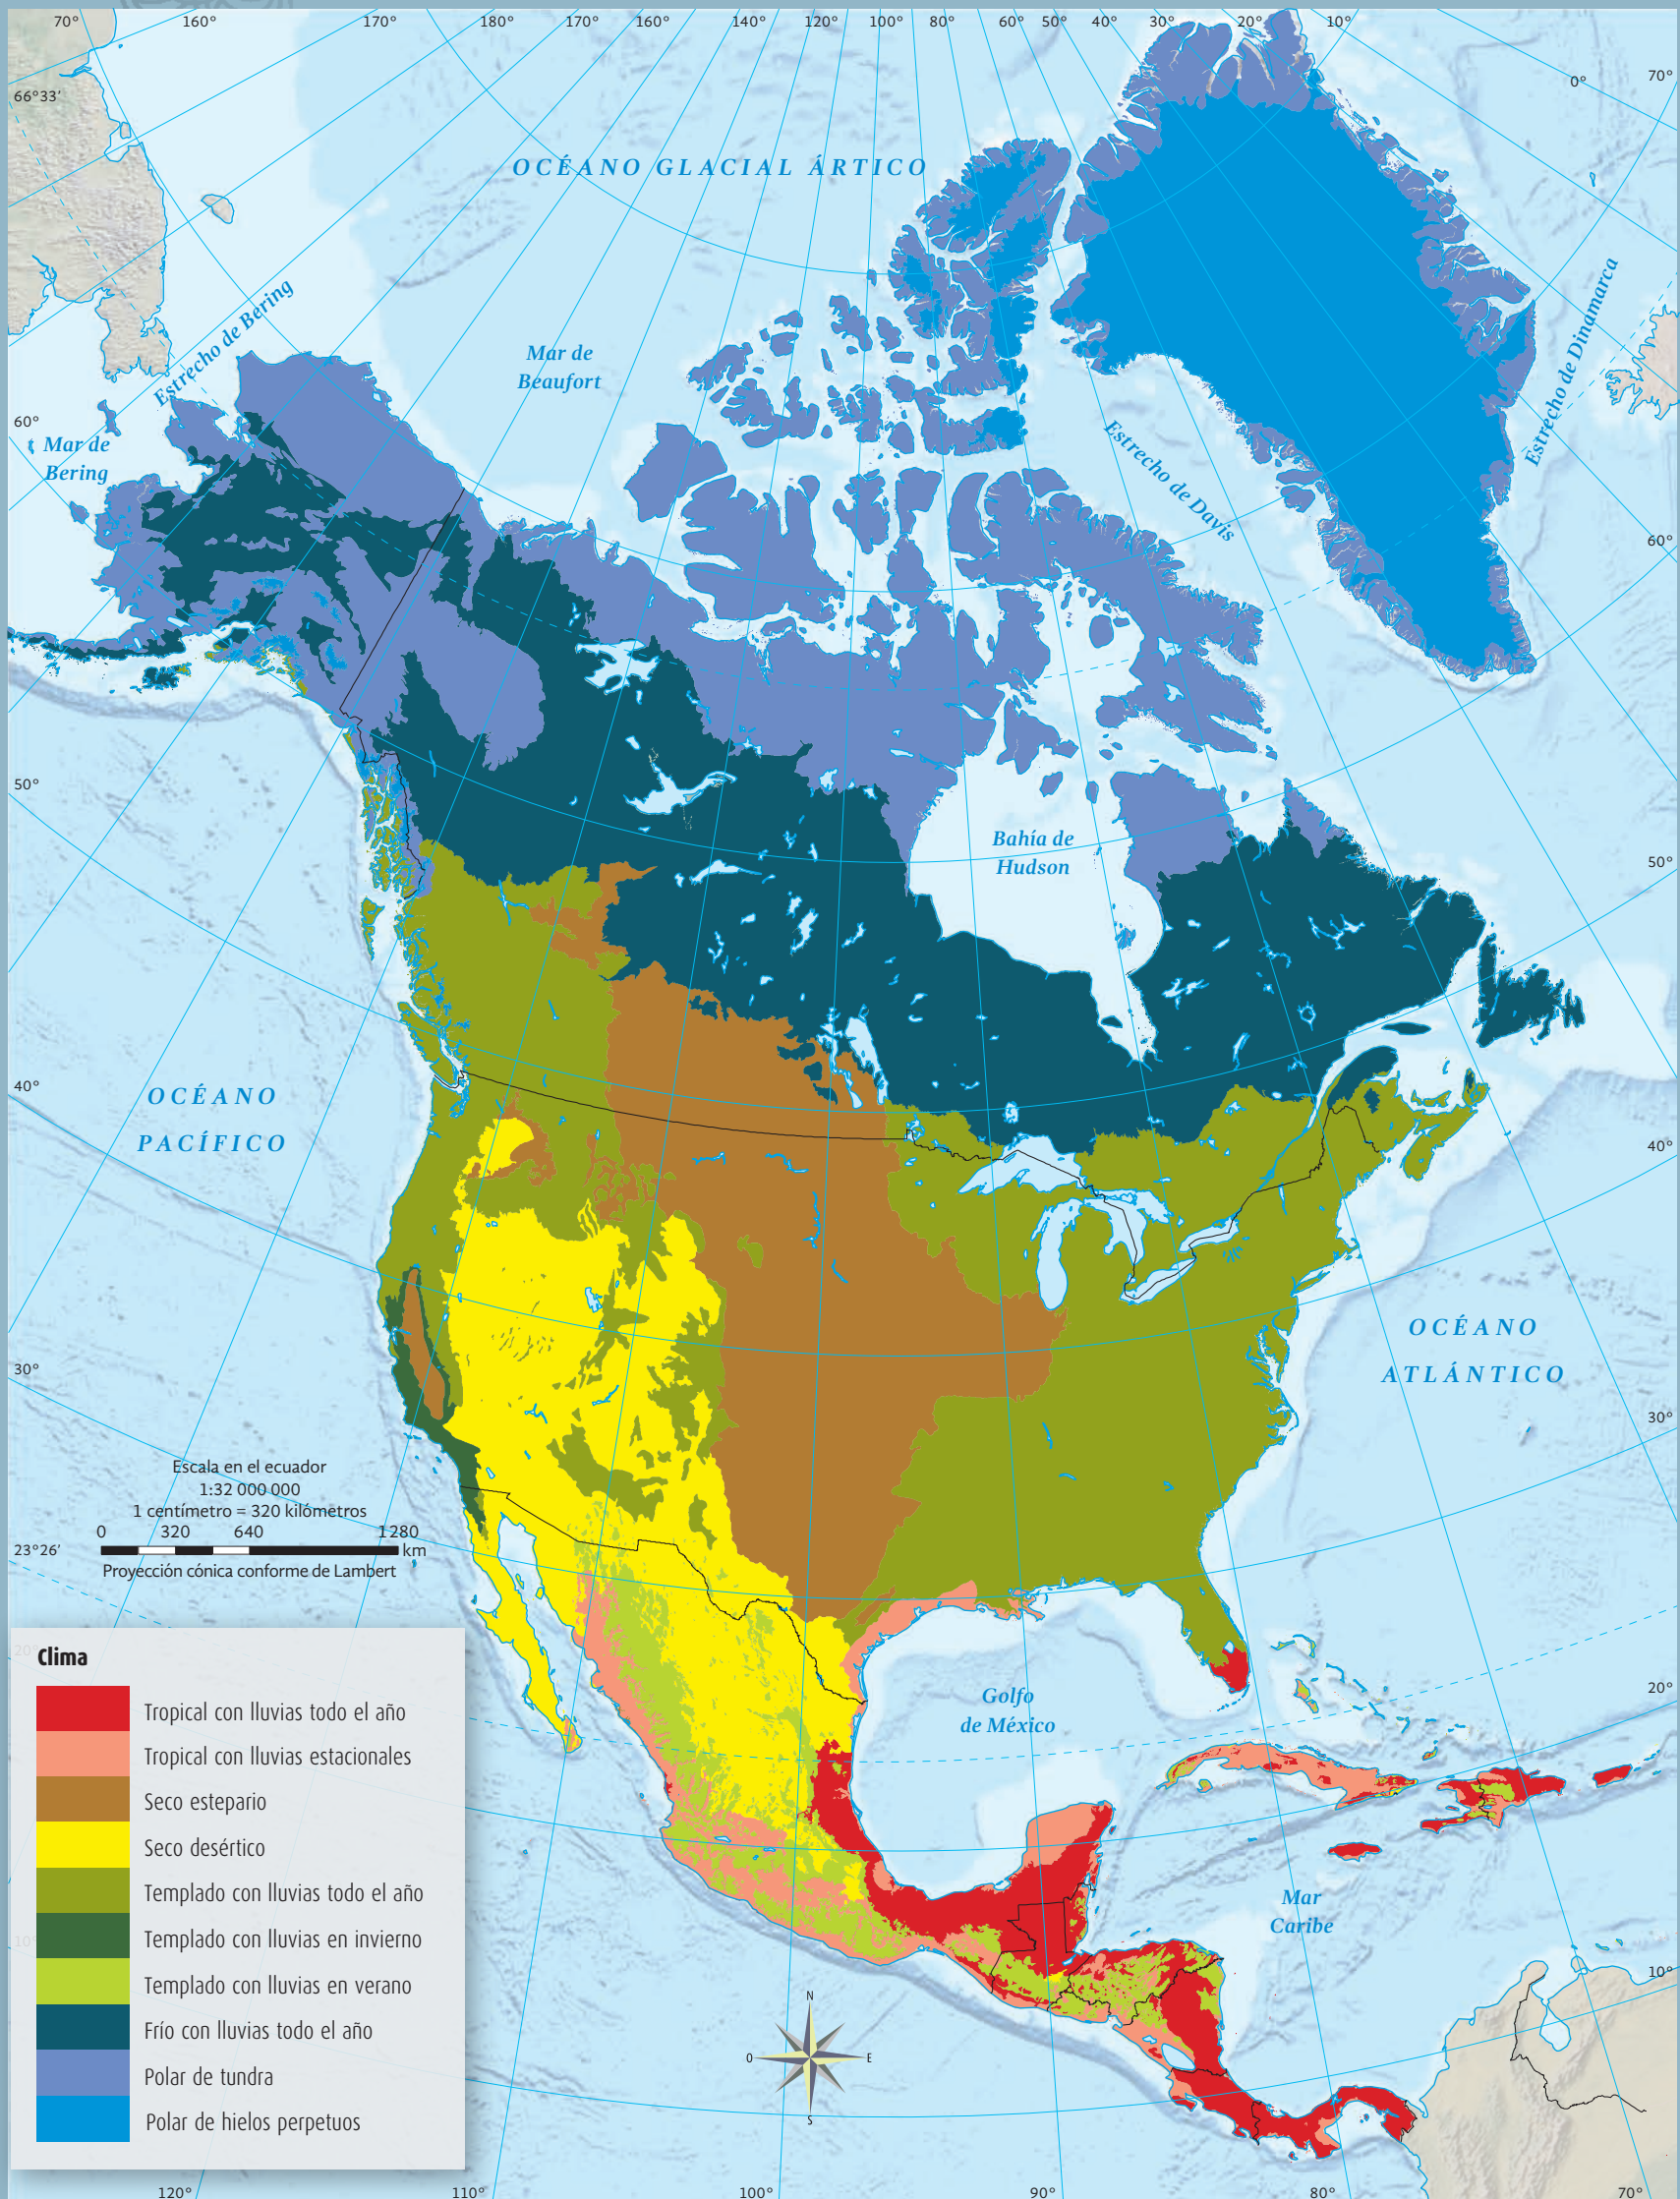 70°
160°
170°
180°
170°
160°
140°
120°
100°
80°
60°
50°
40°
30°
20°
10°
0°
70°
66°33'
OCÉANO GLACIAL ÁRTICO
Estrecho de Bering
Mar de
Beaufort
Estrecho de Dinamarca
60°
Mar de
Bering
Estrecho de Davis
60°
50°
Bahía de
Hudson
50°
40°
OCÉANO
PACÍFICO
40°
OCÉANO
ATLÁNTICO
30°
30°
Escala en el ecuador
1:32 000 000
1 centímetro = 320 kilómetros
0 320 640 1280
km
Proyección cónica conforme de Lambert
23°26'
20°
Golfo
de México
20°
Clima
Tropical con lluvias todo el año
Tropical con lluvias estacionales
Seco estepario
Seco desértico
Templado con lluvias todo el año
Templado con lluvias en invierno
Templado con lluvias en verano
Frío con lluvias todo el año
Polar de tundra
Polar de hielos perpetuos
10°
Mar
Caribe
10°
N
O
E
S
120°
110°
100°
90°
80°
70°